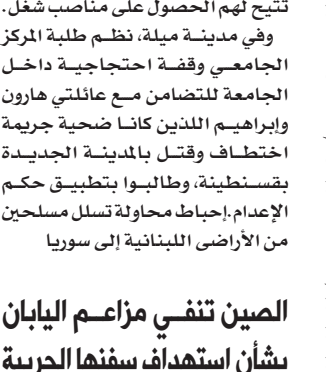 تتيح لهم الحصول على مناصب شغل.
وفي مدينة ميلة، نظم طلبة المركز
الجامعي وقفة احتجاجية داخل
الجامعة للتضامن مع عائلتي هارون
وإبراهيم اللذين كانا ضحية جريمة
اختطاف وقتل بالمدينة الجديدة
بقسنطينة، وطالبوا بتطبيق حكم
الإعدام.إحباط محاولة تسلل مسلحين
من الأراضى اللبنانية إلى سوريا
الصين تنفي مزاعم اليابان
بشأن استهداف سفنها الحربية